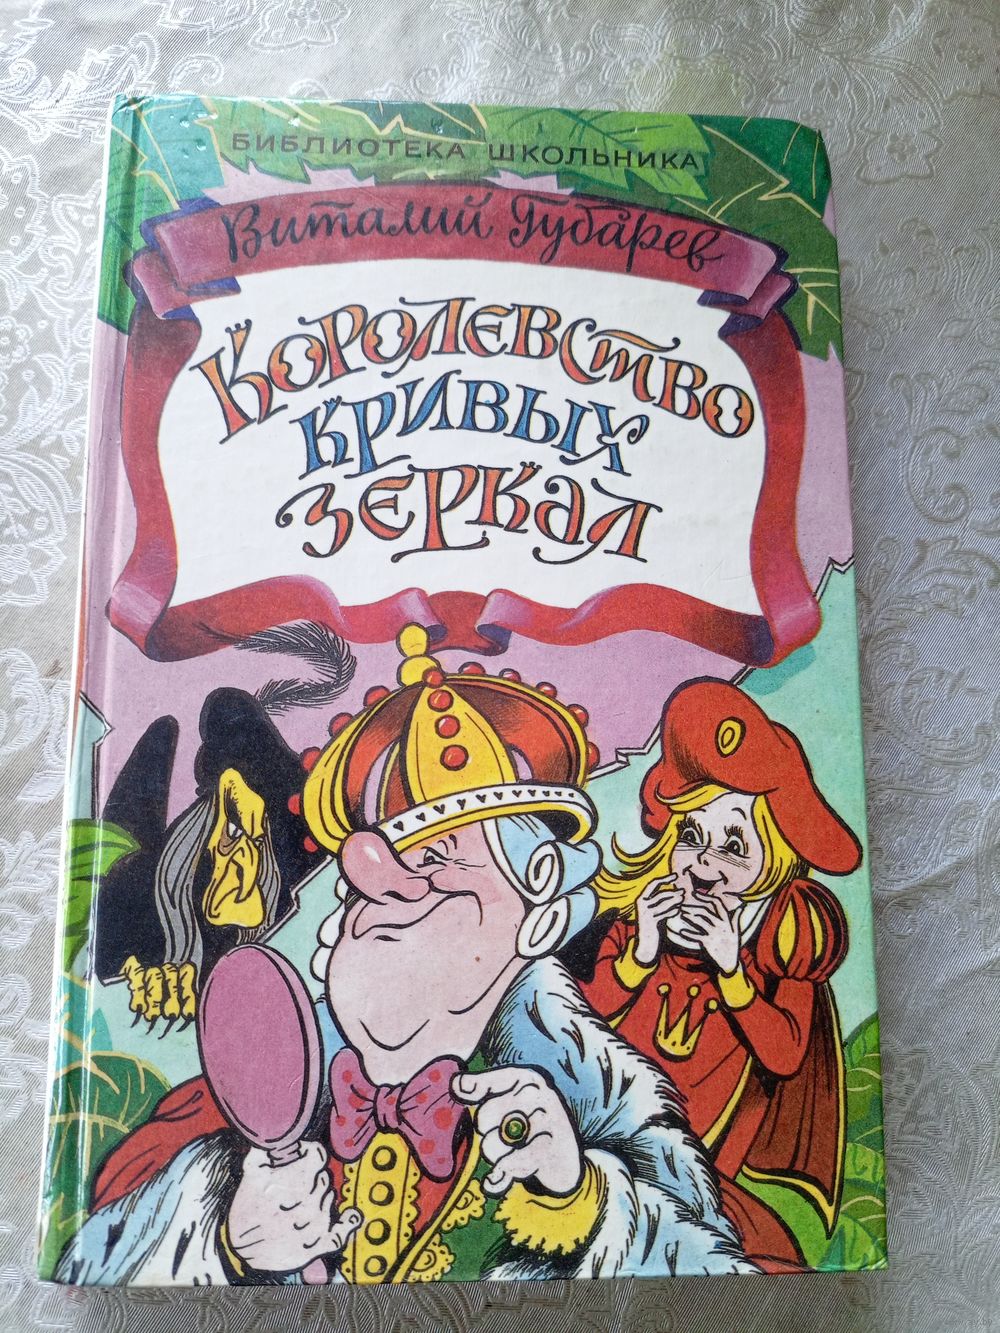 БИБЛИОТЕКА ШКОЛЬНИКА
Виталий Губарев
Королевство
кривых
зеркал